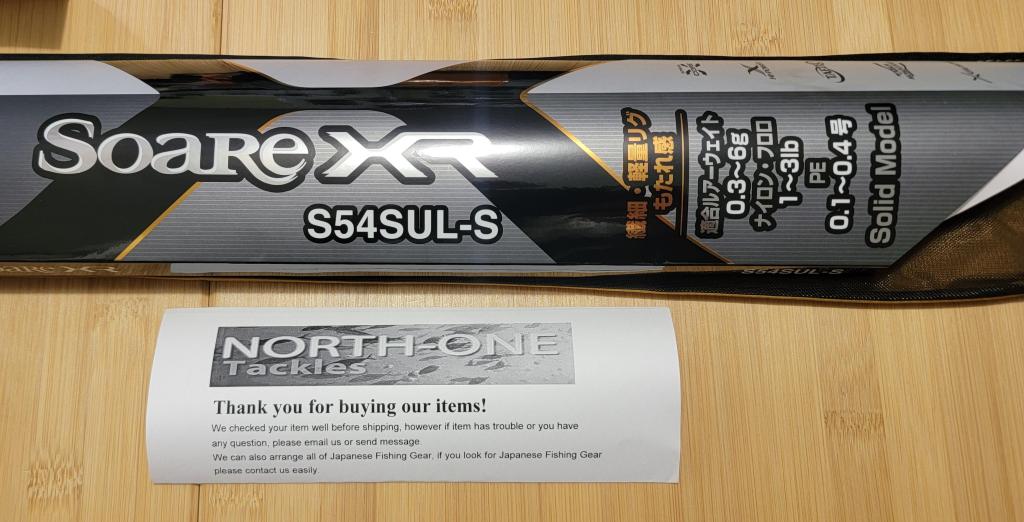 Soare XR
S54SUL-S
繊細・軽量リグ
もたれ感
適合ルアーウェイト
0.3~6g
ナイロン・フロロ
1~3lb
PE
0.1~0.4号
Solid Model
Soare XR
S54SUL-S
NORTH-ONE
Tackles
Thank you for buying our items!
We checked your item well before shipping, however if item has trouble or you have
any question, please email us or send message.
We can also arrange all of Japanese Fishing Gear, if you look for Japanese Fishing Gear
please contact us easily.